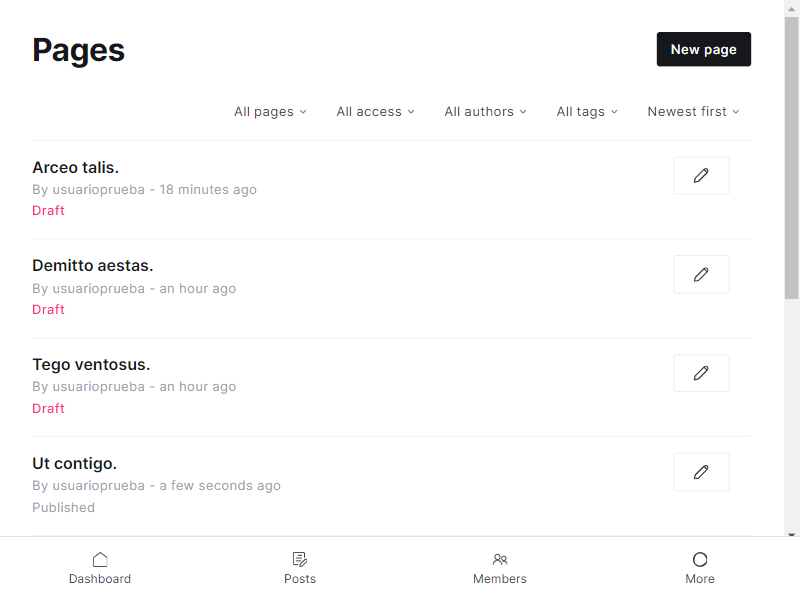 Pages
New page
All pages
All access
All authors
All tags
Newest first
Arceo talis.
By usuarioprueba - 18 minutes ago
Draft
Demitto aestas.
By usuarioprueba - an hour ago
Draft
Tego ventosus.
By usuarioprueba - an hour ago
Draft
Ut contigo.
By usuarioprueba - a few seconds ago
Published
Dashboard
Posts
Members
More